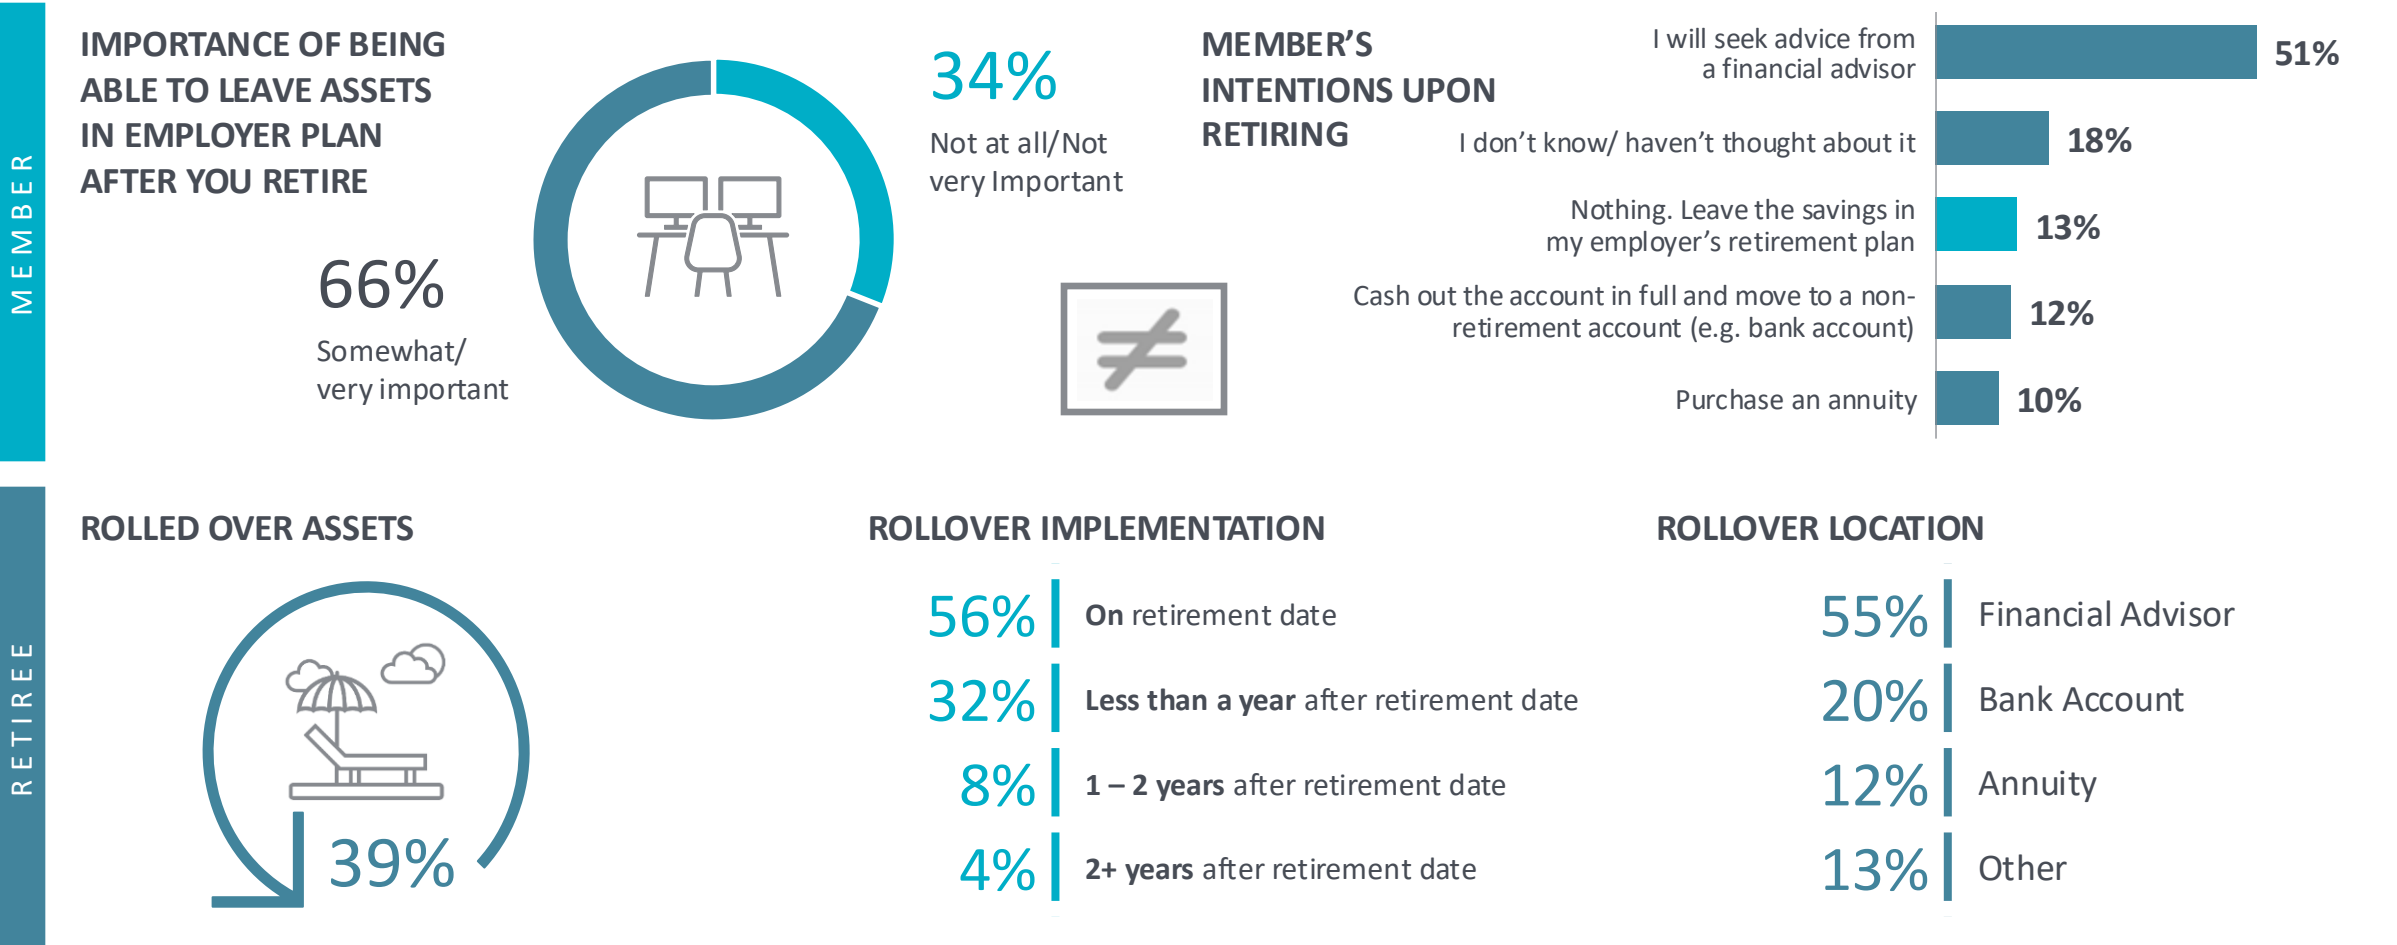 MEMBER
IMPORTANCE OF BEING
ABLE TO LEAVE ASSETS
IN EMPLOYER PLAN
AFTER YOU RETIRE
66%
Somewhat/
very important
34%
Not at all/Not
very Important
≠
MEMBER’S
INTENTIONS UPON
RETIRING
I will seek advice from
a financial advisor
51%
I don’t know/ haven’t thought about it
18%
Nothing. Leave the savings in
my employer’s retirement plan
13%
Cash out the account in full and move to a non-
retirement account (e.g. bank account)
12%
Purchase an annuity
10%
RETIREE
ROLLED OVER ASSETS
39%
ROLLOVER IMPLEMENTATION
56% On retirement date
32% Less than a year after retirement date
8% 1 – 2 years after retirement date
4% 2+ years after retirement date
ROLLOVER LOCATION
55% Financial Advisor
20% Bank Account
12% Annuity
13% Other